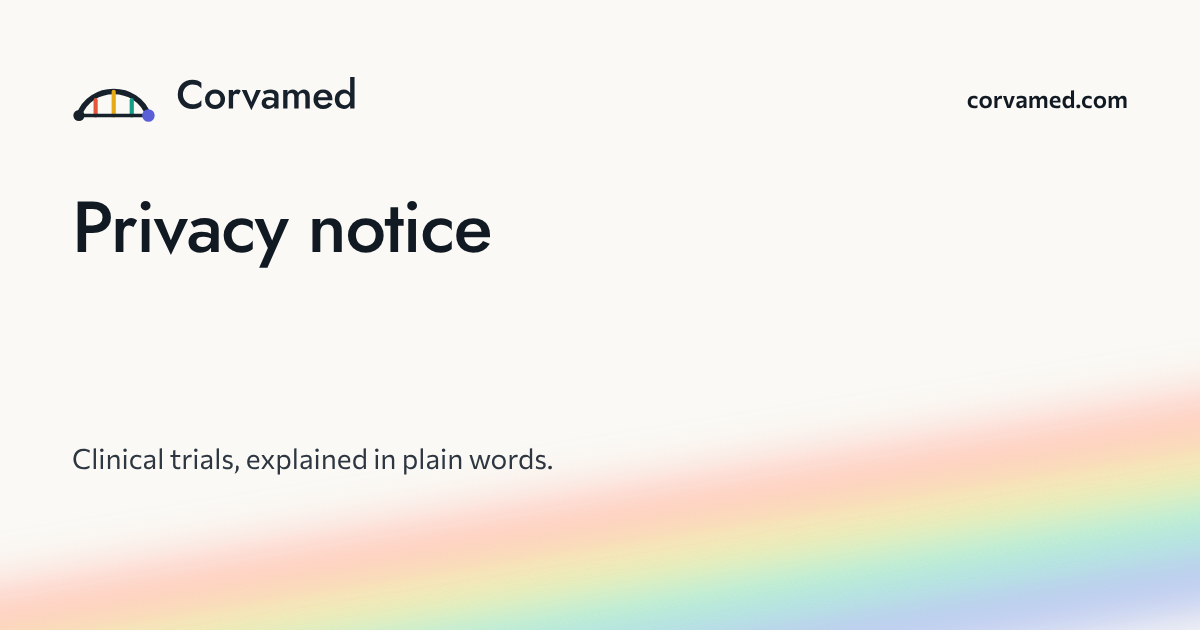 Corvamed
corvamed.com
Privacy notice
Clinical trials, explained in plain words.